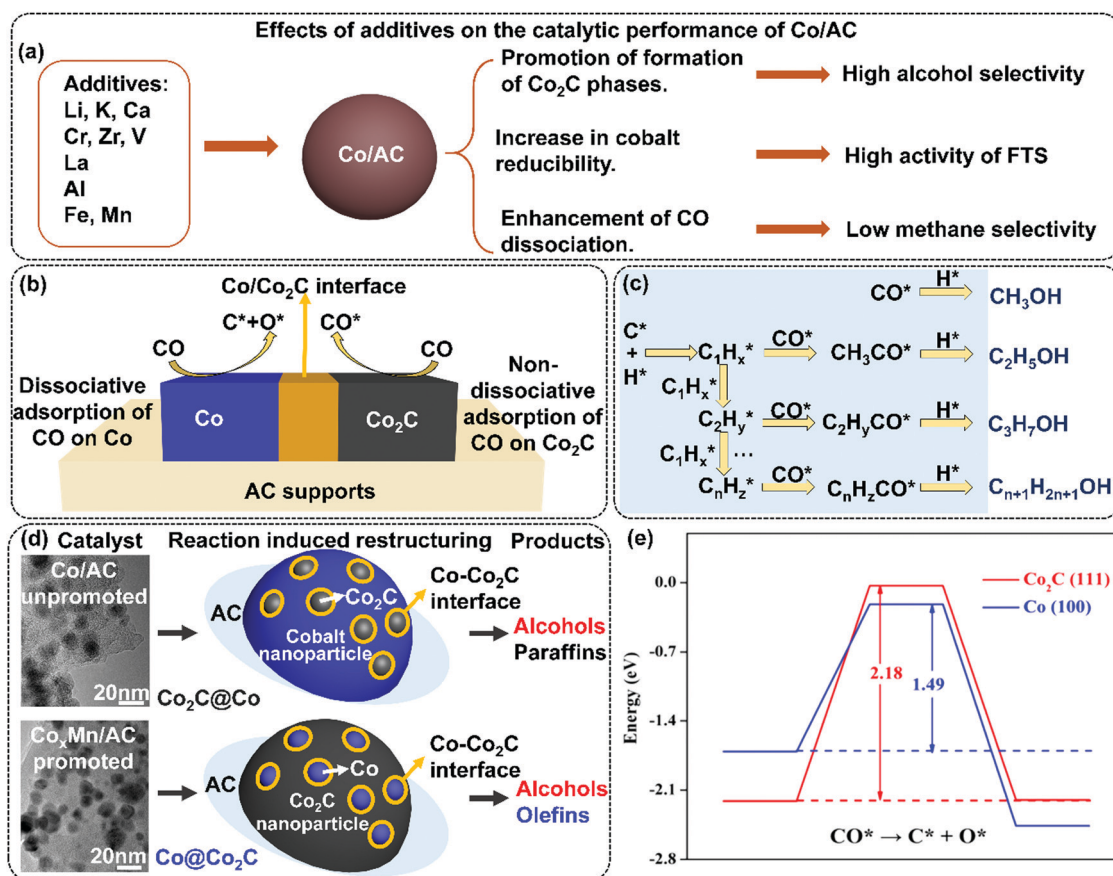 Effects of additives on the catalytic performance of Co/AC
(a)
Additives:
Li, K, Ca
Cr, Zr, V
La
Al
Fe, Mn
Co/AC
Promotion of formation
of Co₂C phases.
High alcohol selectivity
Increase in cobalt
reducibility.
High activity of FTS
Enhancement of CO
dissociation.
Low methane selectivity
(b)
Co/Co₂C interface
C*+O*
CO*
CO
CO
Dissociative
adsorption of
CO on Co
Co
Co₂C
Non-
dissociative
adsorption of
CO on Co₂C
AC supports
(c)
CO*
H*
CH₃OH
C*
+
H*
C₁Hₓ*
CO*
CH₃CO*
H*
C₂H₅OH
C₁Hₓ*
C₂Hᵧ*
CO*
C₂HᵧCO*
H*
C₃H₇OH
C₁Hₓ*
...
CₙH_z*
CO*
CₙH_zCO*
H*
Cₙ₊₁H₂ₙ₊₁OH
(d)
Catalyst
Reaction induced restructuring
Products
Co/AC
unpromoted
20nm
Co₂C@Co
AC
Co₂C
Cobalt
nanoparticle
Co-Co₂C
interface
Alcohols
Paraffins
CoₓMn/AC
promoted
20nm
Co@Co₂C
AC
Co
Co₂C
nanoparticle
Co-Co₂C
interface
Alcohols
Olefins
(e)
Energy (eV)
0.0
-0.7
-1.4
-2.1
-2.8
Co₂C (111)
Co (100)
2.18
1.49
CO* → C* + O*